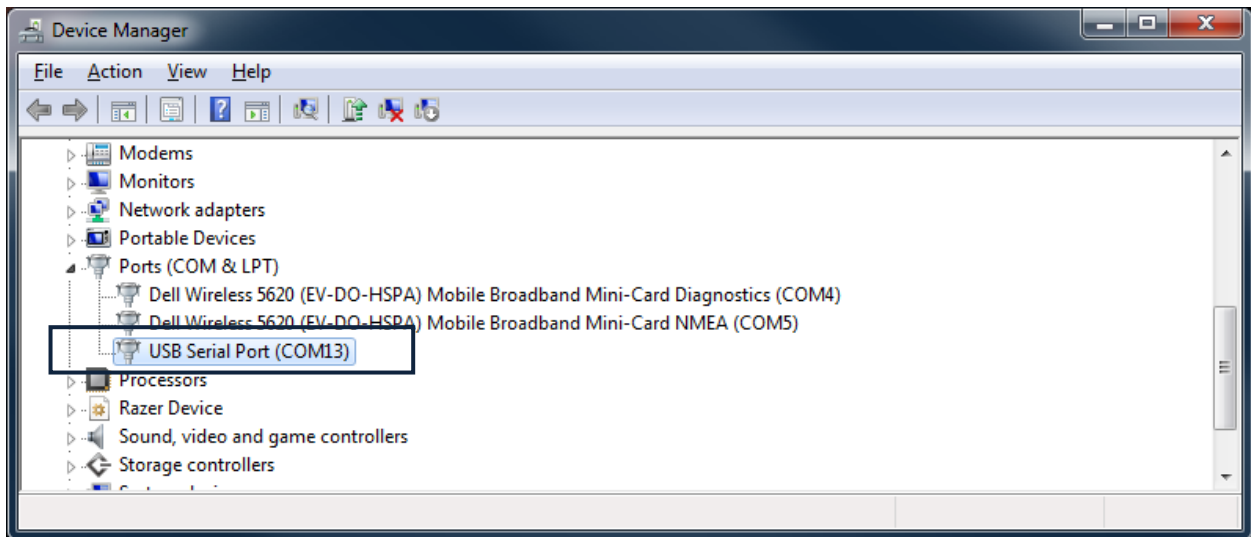 Device Manager
File Action View Help
Modems
Monitors
Network adapters
Portable Devices
Ports (COM & LPT)
Dell Wireless 5620 (EV-DO-HSPA) Mobile Broadband Mini-Card Diagnostics (COM4)
Dell Wireless 5620 (EV-DO-HSPA) Mobile Broadband Mini-Card NMEA (COM5)
USB Serial Port (COM13)
Processors
Razer Device
Sound, video and game controllers
Storage controllers